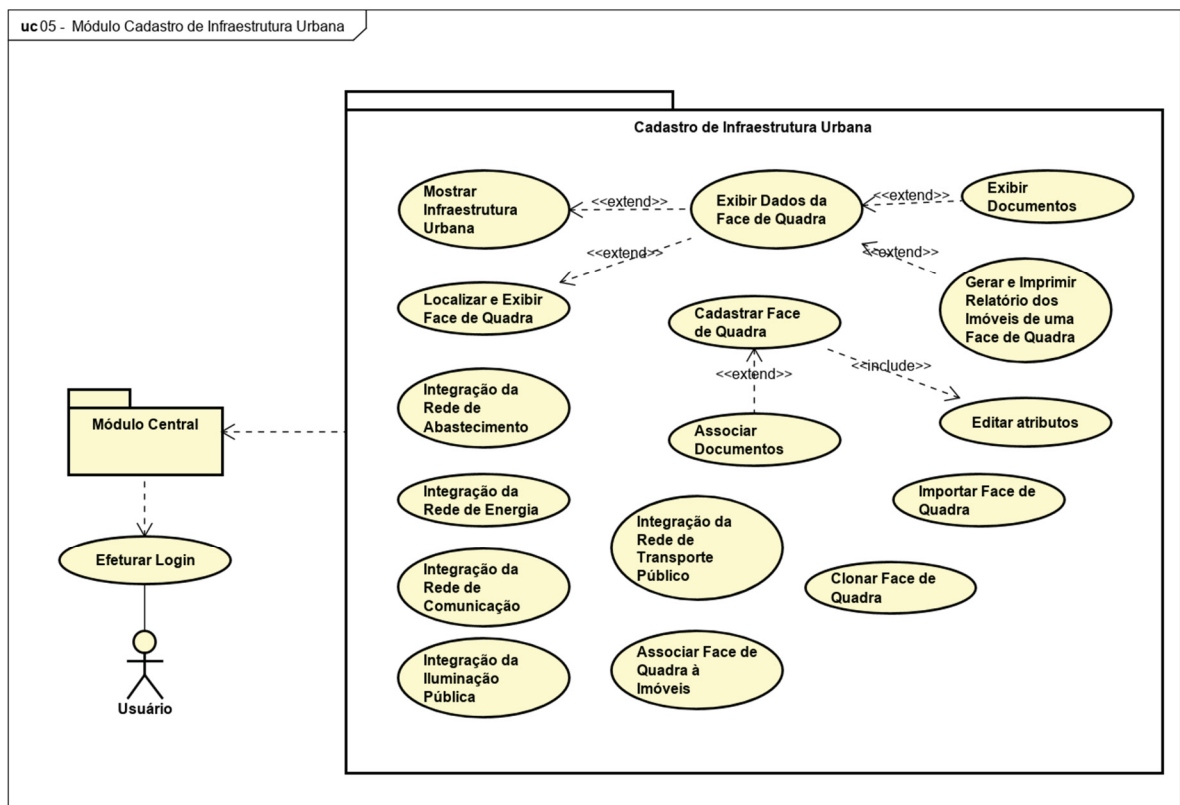 uc 05 - Módulo Cadastro de Infraestrutura Urbana
Cadastro de Infraestrutura Urbana
Mostrar
Infraestrutura
Urbana
<<extend>>
Exibir Dados da
Face de Quadra
<<extend>>
Exibir
Documentos
<<extend>>
<<extend>>
Localizar e Exibir
Face de Quadra
Cadastrar Face
de Quadra
Gerar e Imprimir
Relatório dos
Imóveis de uma
Face de Quadra
<<extend>>
<<include>>
Integração da
Rede de
Abastecimento
Associar
Documentos
Editar atributos
Módulo Central
Integração da
Rede de Energia
Integração da
Rede de
Transporte
Público
Importar Face de
Quadra
Efeturar Login
Integração da
Rede de
Comunicação
Clonar Face de
Quadra
Integração da
Iluminação
Pública
Associar Face de
Quadra à
Imóveis
Usuário